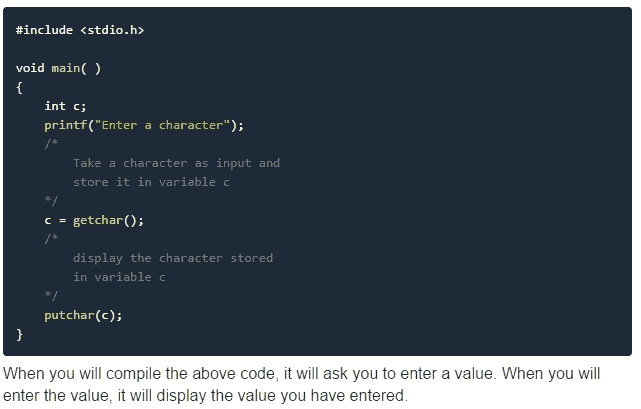 #include <stdio.h>
void main( )
{
int c;
printf("Enter a character");
/*
Take a character as input and
store it in variable c
*/
c = getchar();
/*
display the character stored
in variable c
*/
putchar(c);
}
When you will compile the above code, it will ask you to enter a value. When you will
enter the value, it will display the value you have entered.